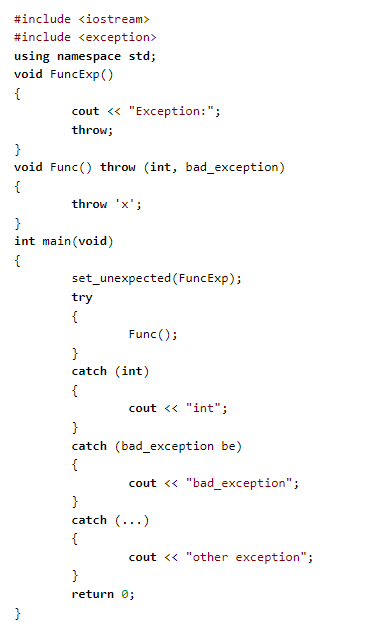 #include <iostream>
#include <exception>
using namespace std;
void FuncExp()
{
cout << "Exception:";
throw;
}
void Func() throw (int, bad_exception)
{
throw 'x';
}
int main(void)
{
set_unexpected(FuncExp);
try
{
Func();
}
catch (int)
{
cout << "int";
}
catch (bad_exception be)
{
cout << "bad_exception";
}
catch (...)
{
cout << "other exception";
}
return 0;
}